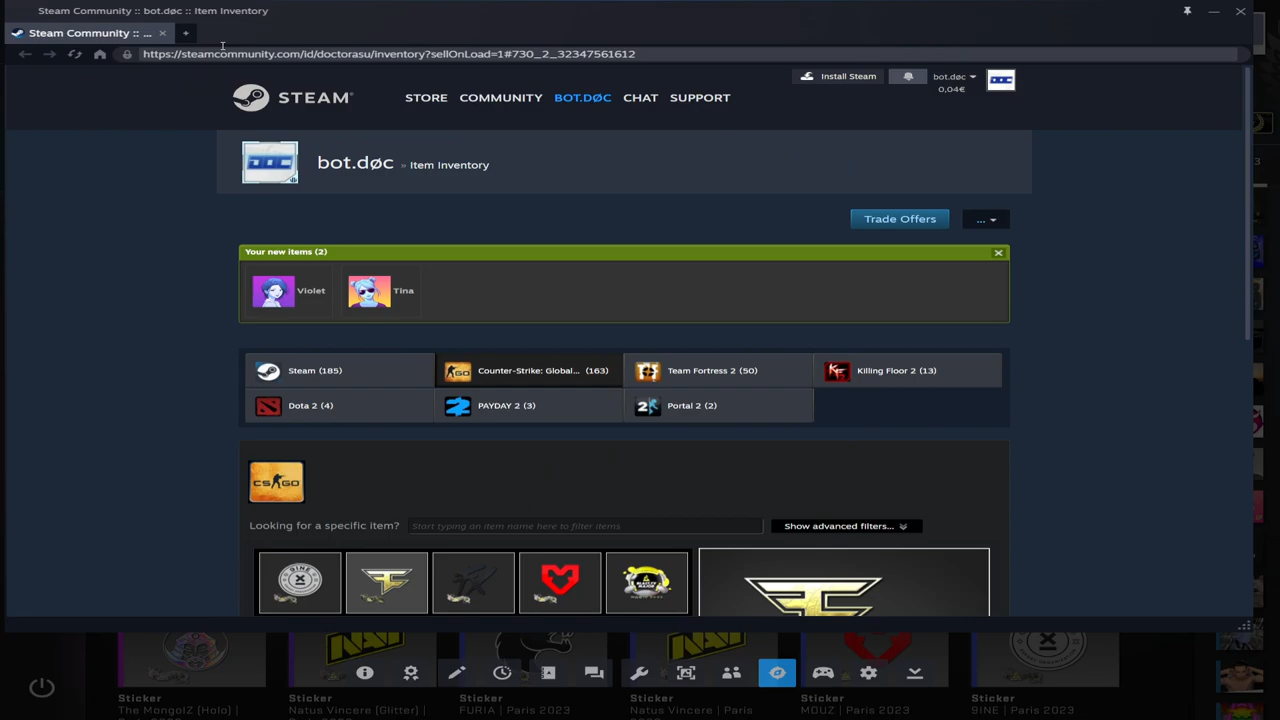 Steam Community :: bot.døc :: Item Inventory
Steam Community :: ...
https://steamcommunity.com/id/doctorasu/inventory?sellOnLoad=1#730_2_32347561612
STEAM
STORE COMMUNITY BOT.DØC CHAT SUPPORT
Install Steam
bot.døc
0,04€
bot.døc » Item Inventory
Trade Offers
...
Your new items (2)
Violet
Tina
Steam (185)
Counter-Strike: Global... (163)
Team Fortress 2 (50)
Killing Floor 2 (13)
Dota 2 (4)
PAYDAY 2 (3)
Portal 2 (2)
CS GO
Looking for a specific item?
Start typing an item name here to filter items
Show advanced filters...
Sticker Sticker Sticker Sticker Sticker Sticker
The MongolZ (Holo) | Natus Vincere (Glitter) | FURIA | Paris 2023 Natus Vincere | Paris 2023 MOUZ | Paris 2023 9INE | Paris 2023